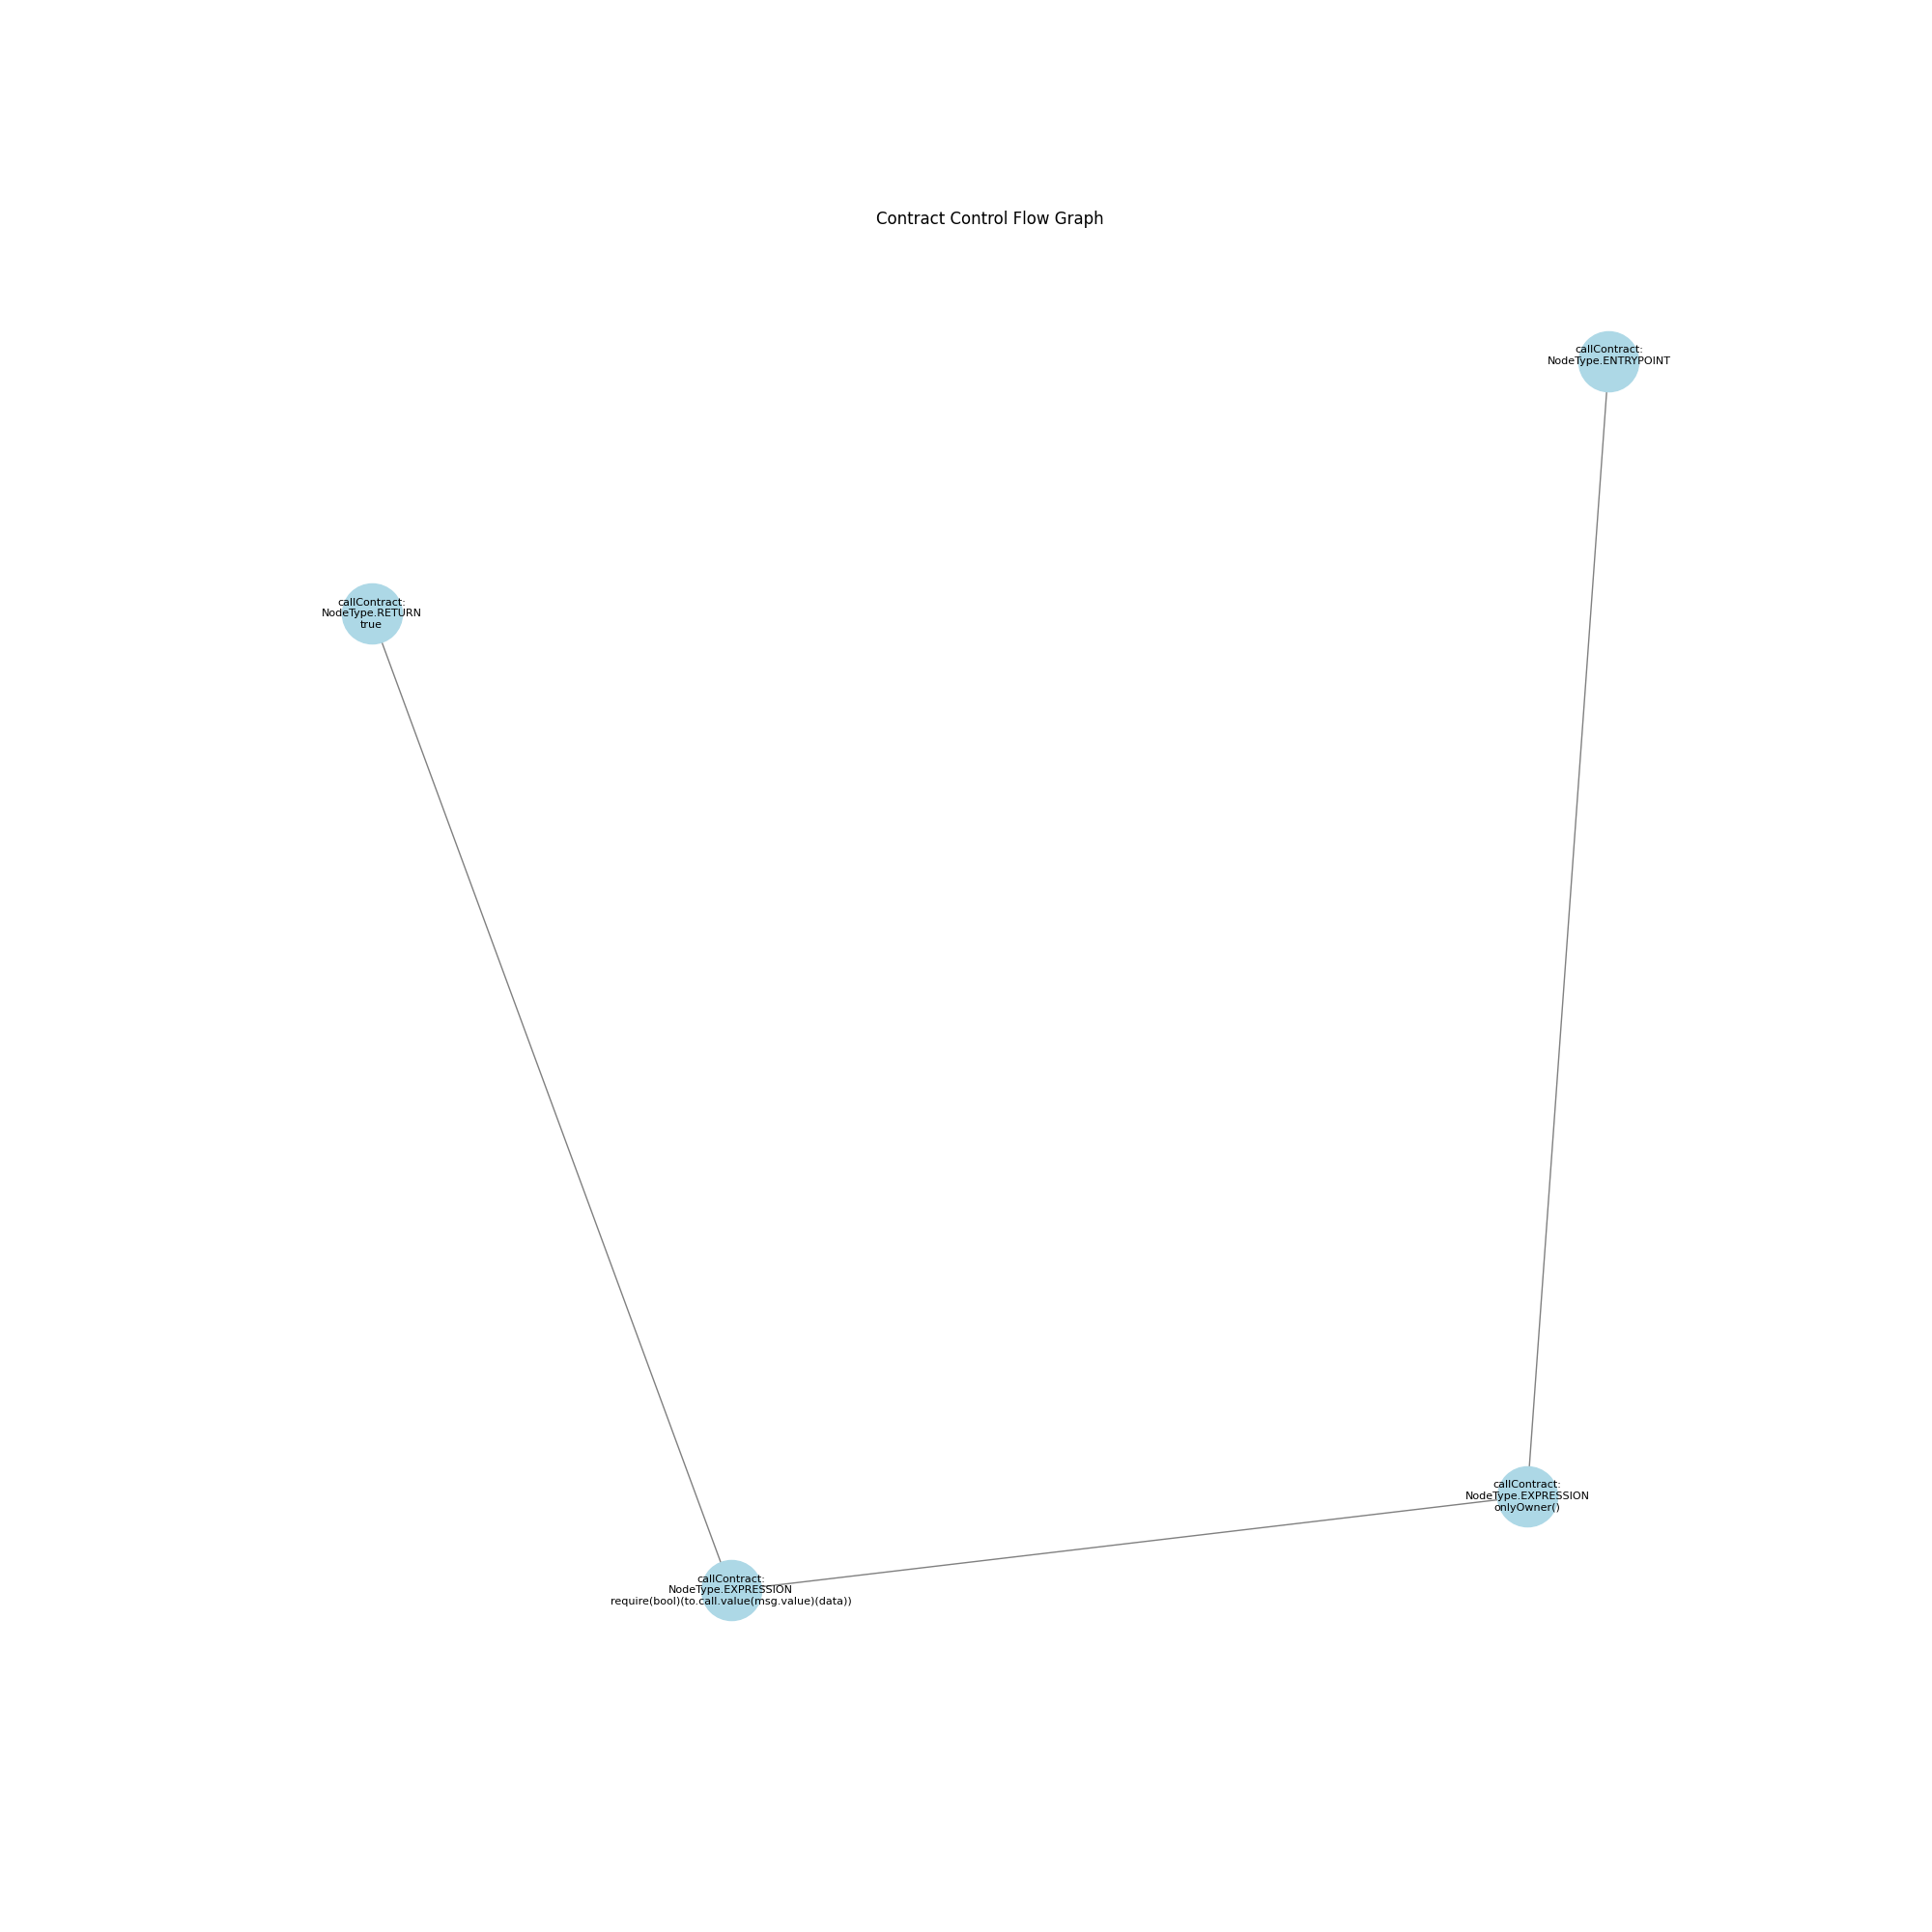 Contract Control Flow Graph
callContract:
NodeType.ENTRYPOINT
callContract:
NodeType.RETURN
true
callContract:
NodeType.EXPRESSION
onlyOwner()
callContract:
NodeType.EXPRESSION
require(bool)(to.call.value(msg.value)(data))